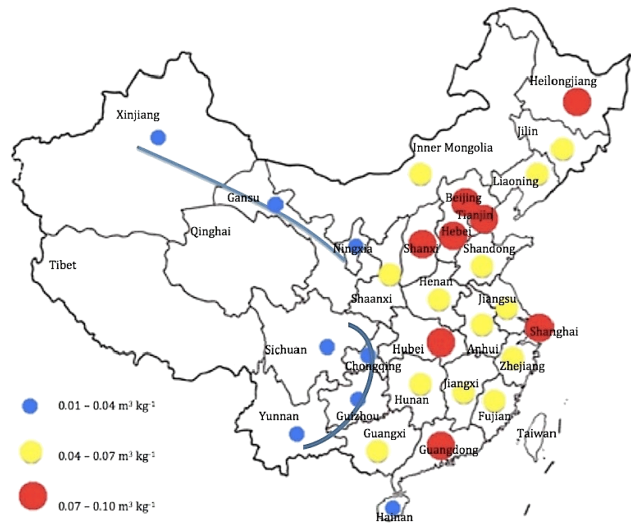 Heilongjiang
Xinjiang
Jilin
Inner Mongolia
Liaoning
Gansu
Beijing
Tianjin
Qinghai
Hebei
Ningxia
Shanxi
Shandong
Tibet
Henan
Shaanxi
Jiangsu
Shanghai
Sichuan
Hubei
Anhui
Chongqing
Zhejiang
Jiangxi
Hunan
0.01 – 0.04 m³ kg⁻¹
Yunnan
Guizhou
Fujian
Guangxi
Taiwan
0.04 – 0.07 m³ kg⁻¹
Guangdong
0.07 – 0.10 m³ kg⁻¹
Hainan